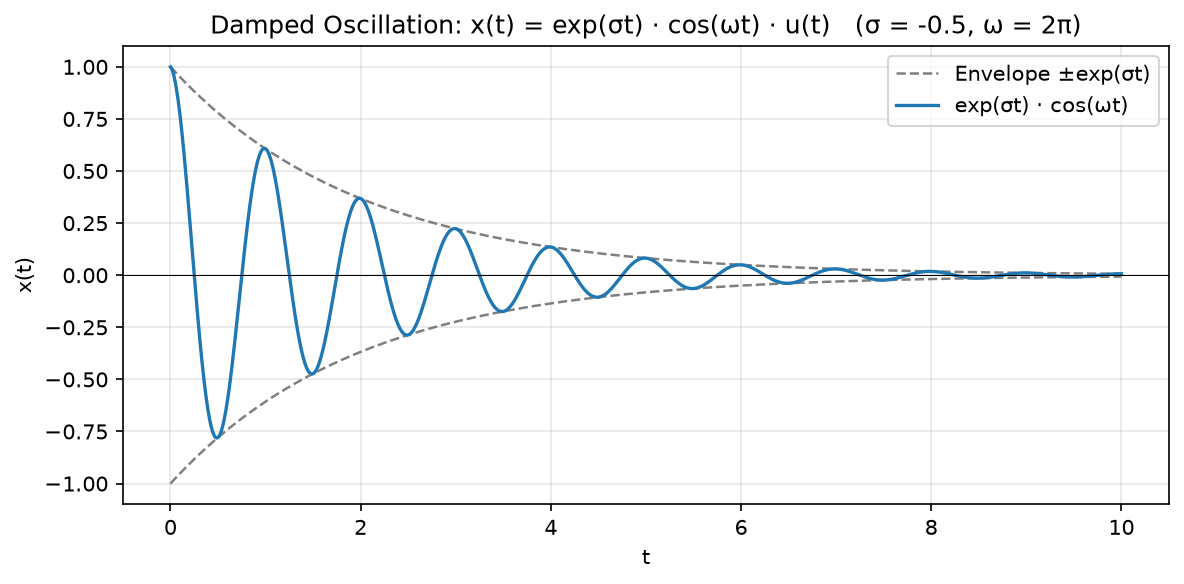 Damped Oscillation: x(t) = exp(σt) · cos(ωt) · u(t)   (σ = -0.5, ω = 2π)
Envelope ±exp(σt)
exp(σt) · cos(ωt)
1.00
0.75
0.50
0.25
0.00
−0.25
−0.50
−0.75
−1.00
x(t)
0 2 4 6 8 10
t